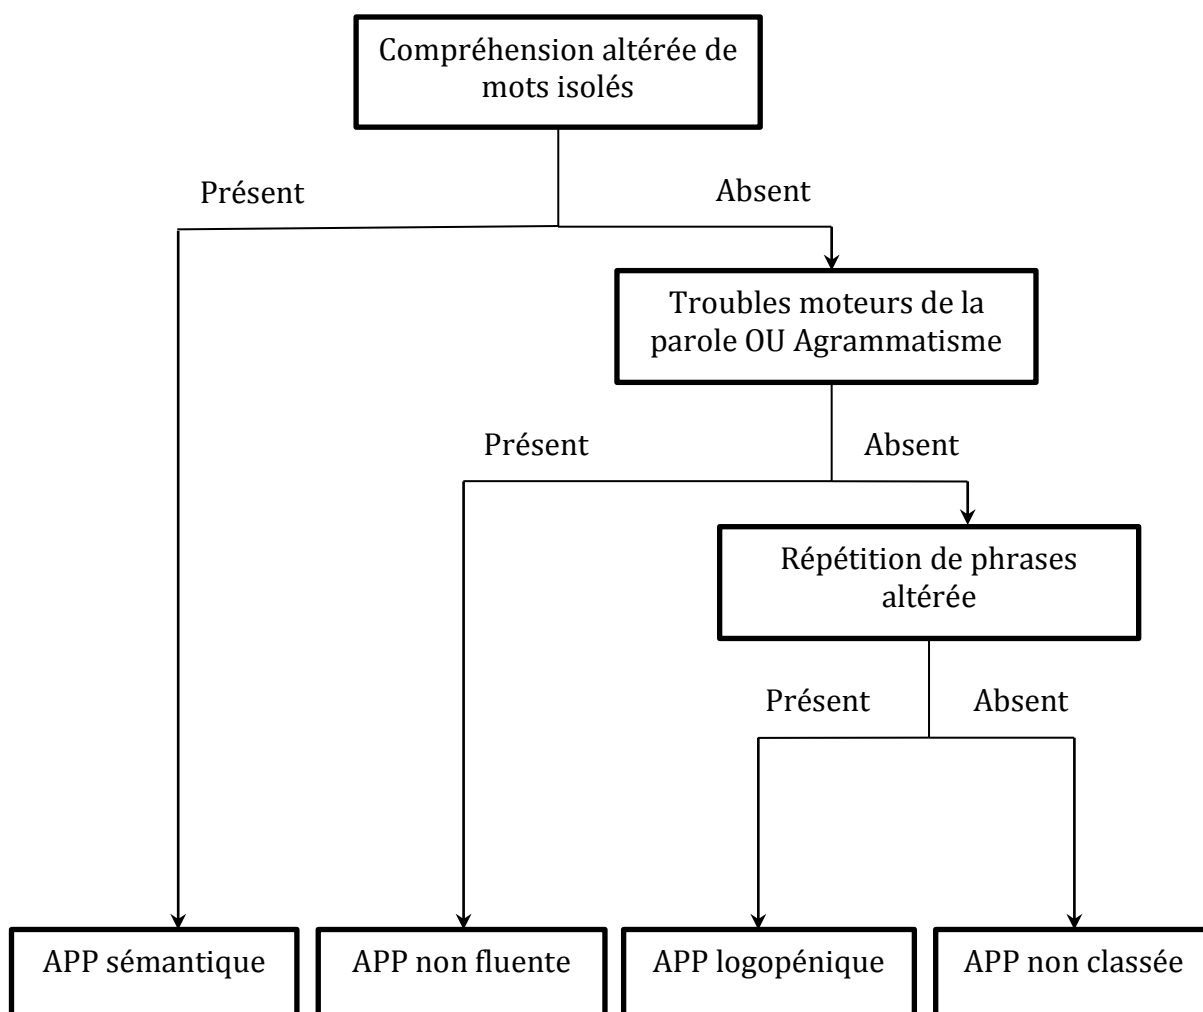 Compréhension altérée de
mots isolés
Présent
Absent
Troubles moteurs de la
parole OU Agrammatisme
Présent
Absent
Répétition de phrases
altérée
Présent
Absent
APP sémantique
APP non fluente
APP logopénique
APP non classée